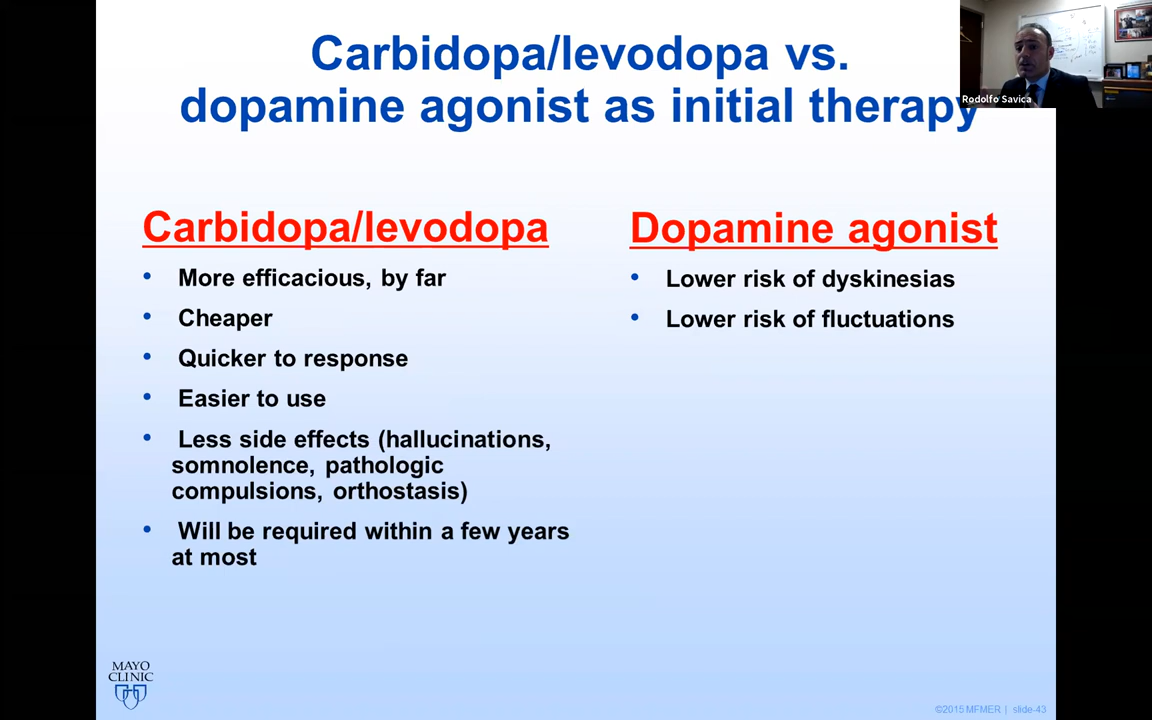 Carbidopa/levodopa vs.
dopamine agonist as initial therapy
Rodolfo Savica
Carbidopa/levodopa
• More efficacious, by far
• Cheaper
• Quicker to response
• Easier to use
• Less side effects (hallucinations,
somnolence, pathologic
compulsions, orthostasis)
• Will be required within a few years
at most
Dopamine agonist
• Lower risk of dyskinesias
• Lower risk of fluctuations
MAYO
CLINIC
©2015 MFMER | slide-43